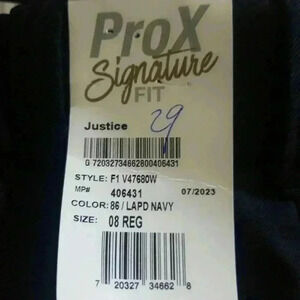 ProX
Signature
FIT
Justice
29
G 72032734662800406431
STYLE: F1 V47680W
MP# 406431 07/2023
COLOR: 86 / LAPD NAVY
SIZE: 08 REG
7 20327 34662 8